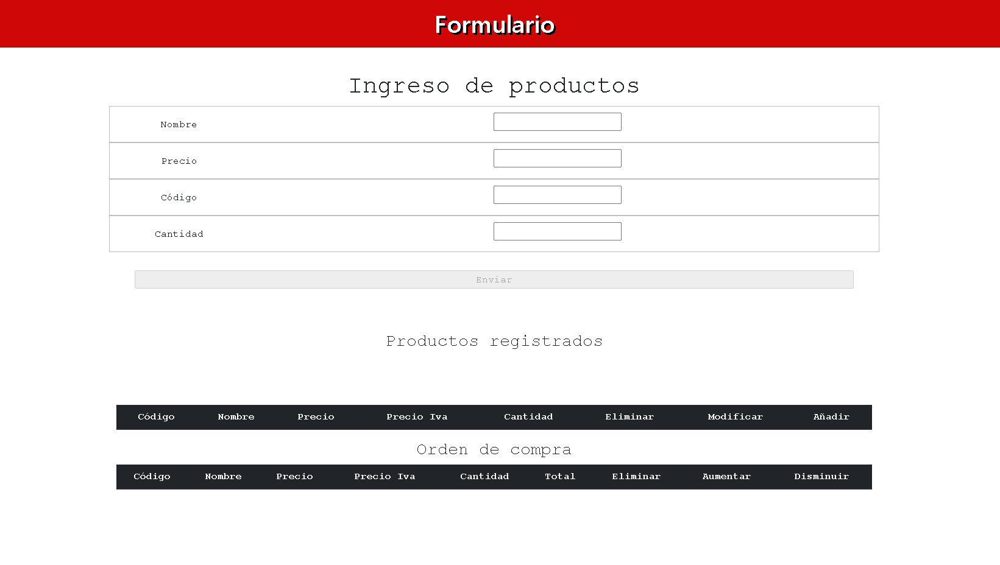 Formulario
Ingreso de productos
Nombre
Precio
Código
Cantidad
Enviar
Productos registrados
Código Nombre Precio Precio Iva Cantidad Eliminar Modificar Añadir
Orden de compra
Código Nombre Precio Precio Iva Cantidad Total Eliminar Aumentar Disminuir